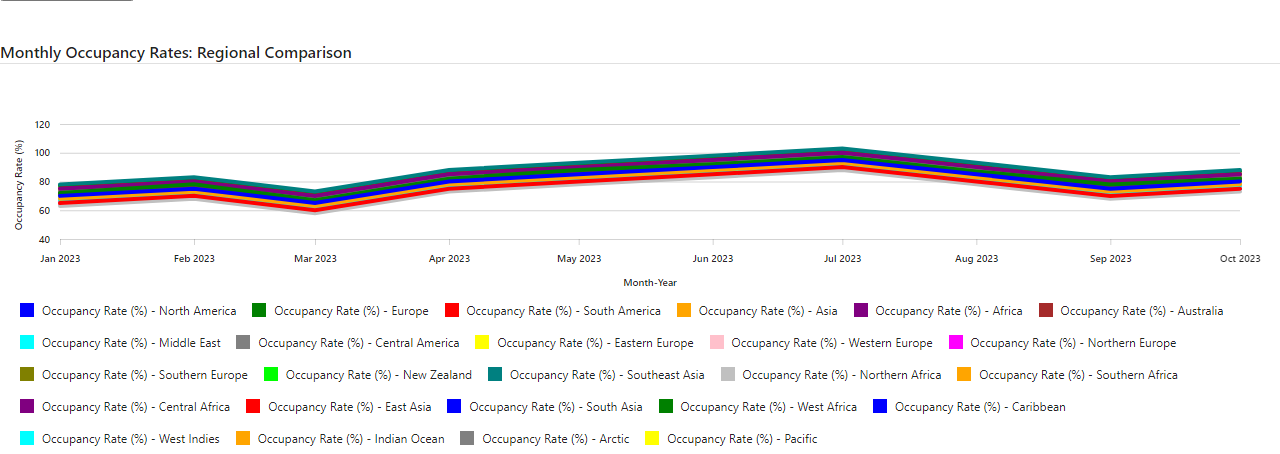 Monthly Occupancy Rates: Regional Comparison
120
100
80
60
40
Occupancy Rate (%)
Jan 2023 Feb 2023 Mar 2023 Apr 2023 May 2023 Jun 2023 Jul 2023 Aug 2023 Sep 2023 Oct 2023
Month-Year
Occupancy Rate (%) - North America Occupancy Rate (%) - Europe Occupancy Rate (%) - South America Occupancy Rate (%) - Asia Occupancy Rate (%) - Africa Occupancy Rate (%) - Australia
Occupancy Rate (%) - Middle East Occupancy Rate (%) - Central America Occupancy Rate (%) - Eastern Europe Occupancy Rate (%) - Western Europe Occupancy Rate (%) - Northern Europe
Occupancy Rate (%) - Southern Europe Occupancy Rate (%) - New Zealand Occupancy Rate (%) - Southeast Asia Occupancy Rate (%) - Northern Africa Occupancy Rate (%) - Southern Africa
Occupancy Rate (%) - Central Africa Occupancy Rate (%) - East Asia Occupancy Rate (%) - South Asia Occupancy Rate (%) - West Africa Occupancy Rate (%) - Caribbean
Occupancy Rate (%) - West Indies Occupancy Rate (%) - Indian Ocean Occupancy Rate (%) - Arctic Occupancy Rate (%) - Pacific